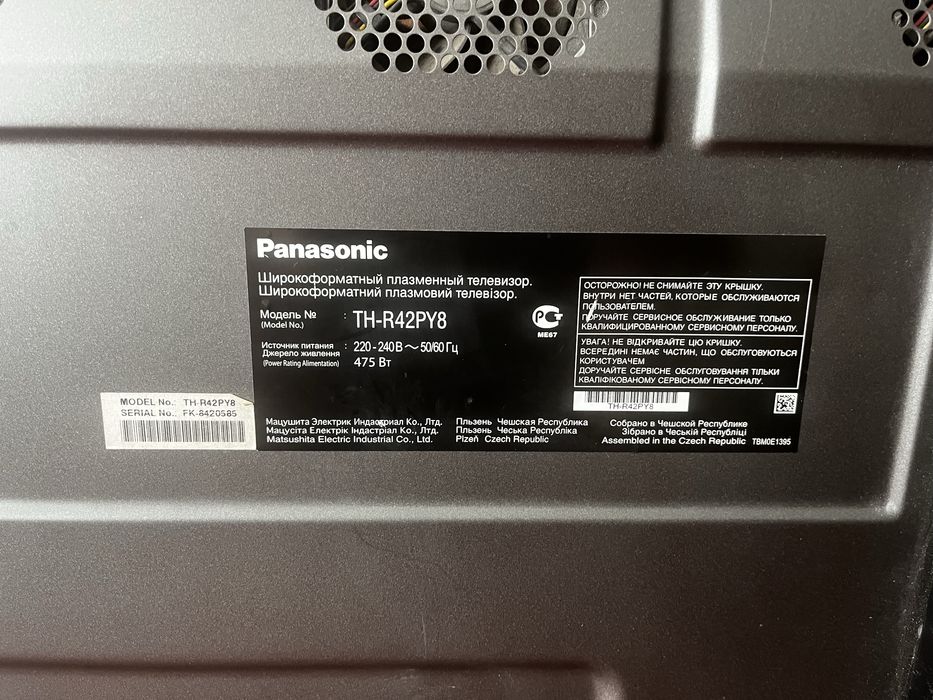 Panasonic
Широкоформатный плазменный телевизор.
Широкоформатний плазмовий телевізор.
Модель № : TH-R42PY8
(Model No.)
Источник питания : 220 - 240 В ~ 50/60 Гц
Джерело живлення 475 Вт
(Power Rating Alimentation)
PCT
ME67
ОСТОРОЖНО! НЕ СНИМАЙТЕ ЭТУ КРЫШКУ.
ВНУТРИ НЕТ ЧАСТЕЙ, КОТОРЫЕ ОБСЛУЖИВАЮТСЯ
ПОЛЬЗОВАТЕЛЕМ.
ПОРУЧАЙТЕ СЕРВИСНОЕ ОБСЛУЖИВАНИЕ ТОЛЬКО
КВАЛИФИЦИРОВАННОМУ СЕРВИСНОМУ ПЕРСОНАЛУ.
УВАГА! НЕ ВІДКРИВАЙТЕ ЦЮ КРИШКУ.
ВСЕРЕДИНІ НЕМАЄ ЧАСТИН, ЩО ОБСЛУГОВУЮТЬСЯ
КОРИСТУВАЧЕМ
ДОРУЧАЙТЕ СЕРВІСНЕ ОБСЛУГОВУВАННЯ ТІЛЬКИ
КВАЛІФІКОВАНОМУ СЕРВІСНОМУ ПЕРСОНАЛУ.
TH-R42PY8
MODEL No.: TH-R42PY8
SERIAL No.: FK-8420585
Мацушита Электрик Индастриал Ко., Лтд. Пльзень Чешская Республика Собрано в Чешской Республике
Мацусіта Електрік Індастріал Ко., Лтд. Пльзень Чеська Республіка Зібрано в Чеській Республіці
Matsushita Electric Industrial Co., Ltd. Plzeň Czech Republic Assembled in the Czech Republic TBM0E1395